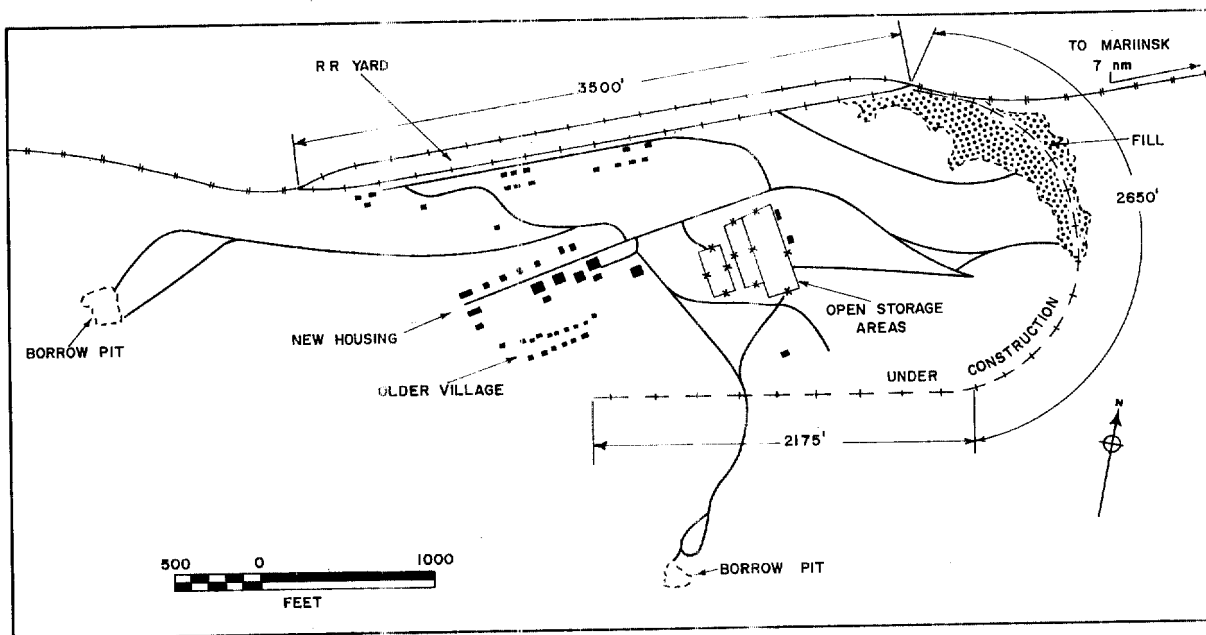 TO MARIINSK
7 nm
R R YARD
3500'
FILL
2650'
OPEN STORAGE
AREAS
NEW HOUSING
BORROW PIT
OLDER VILLAGE
UNDER CONSTRUCTION
N
2175'
500 0 1000
FEET
BORROW PIT